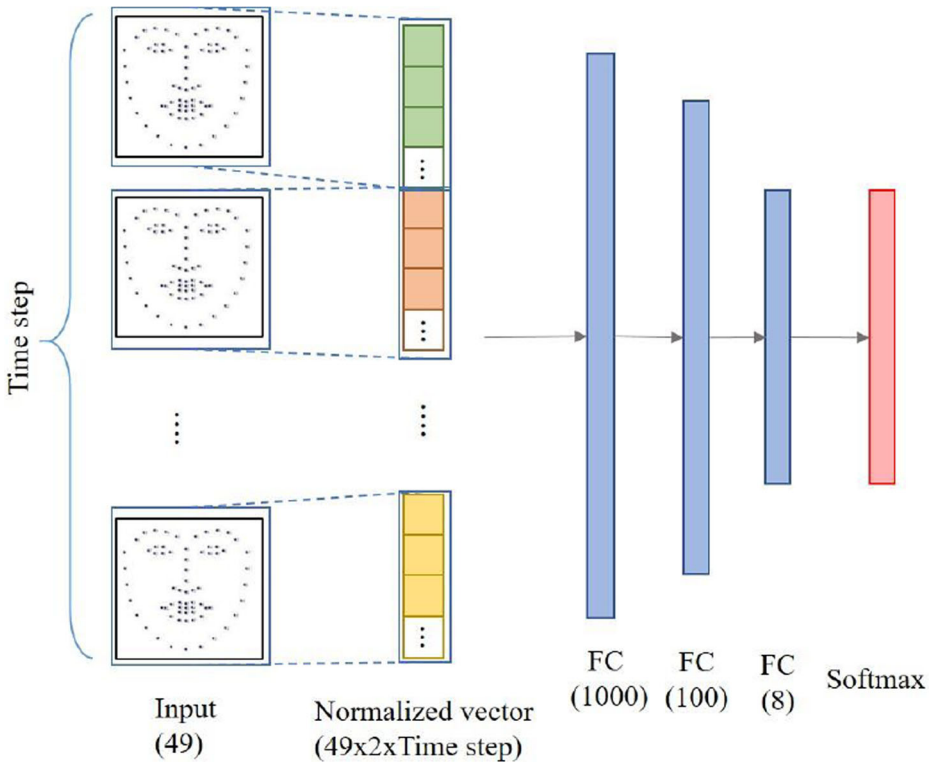 Time step
Input
(49)
Normalized vector
(49x2xTime step)
FC
(1000)
FC
(100)
FC
(8)
Softmax